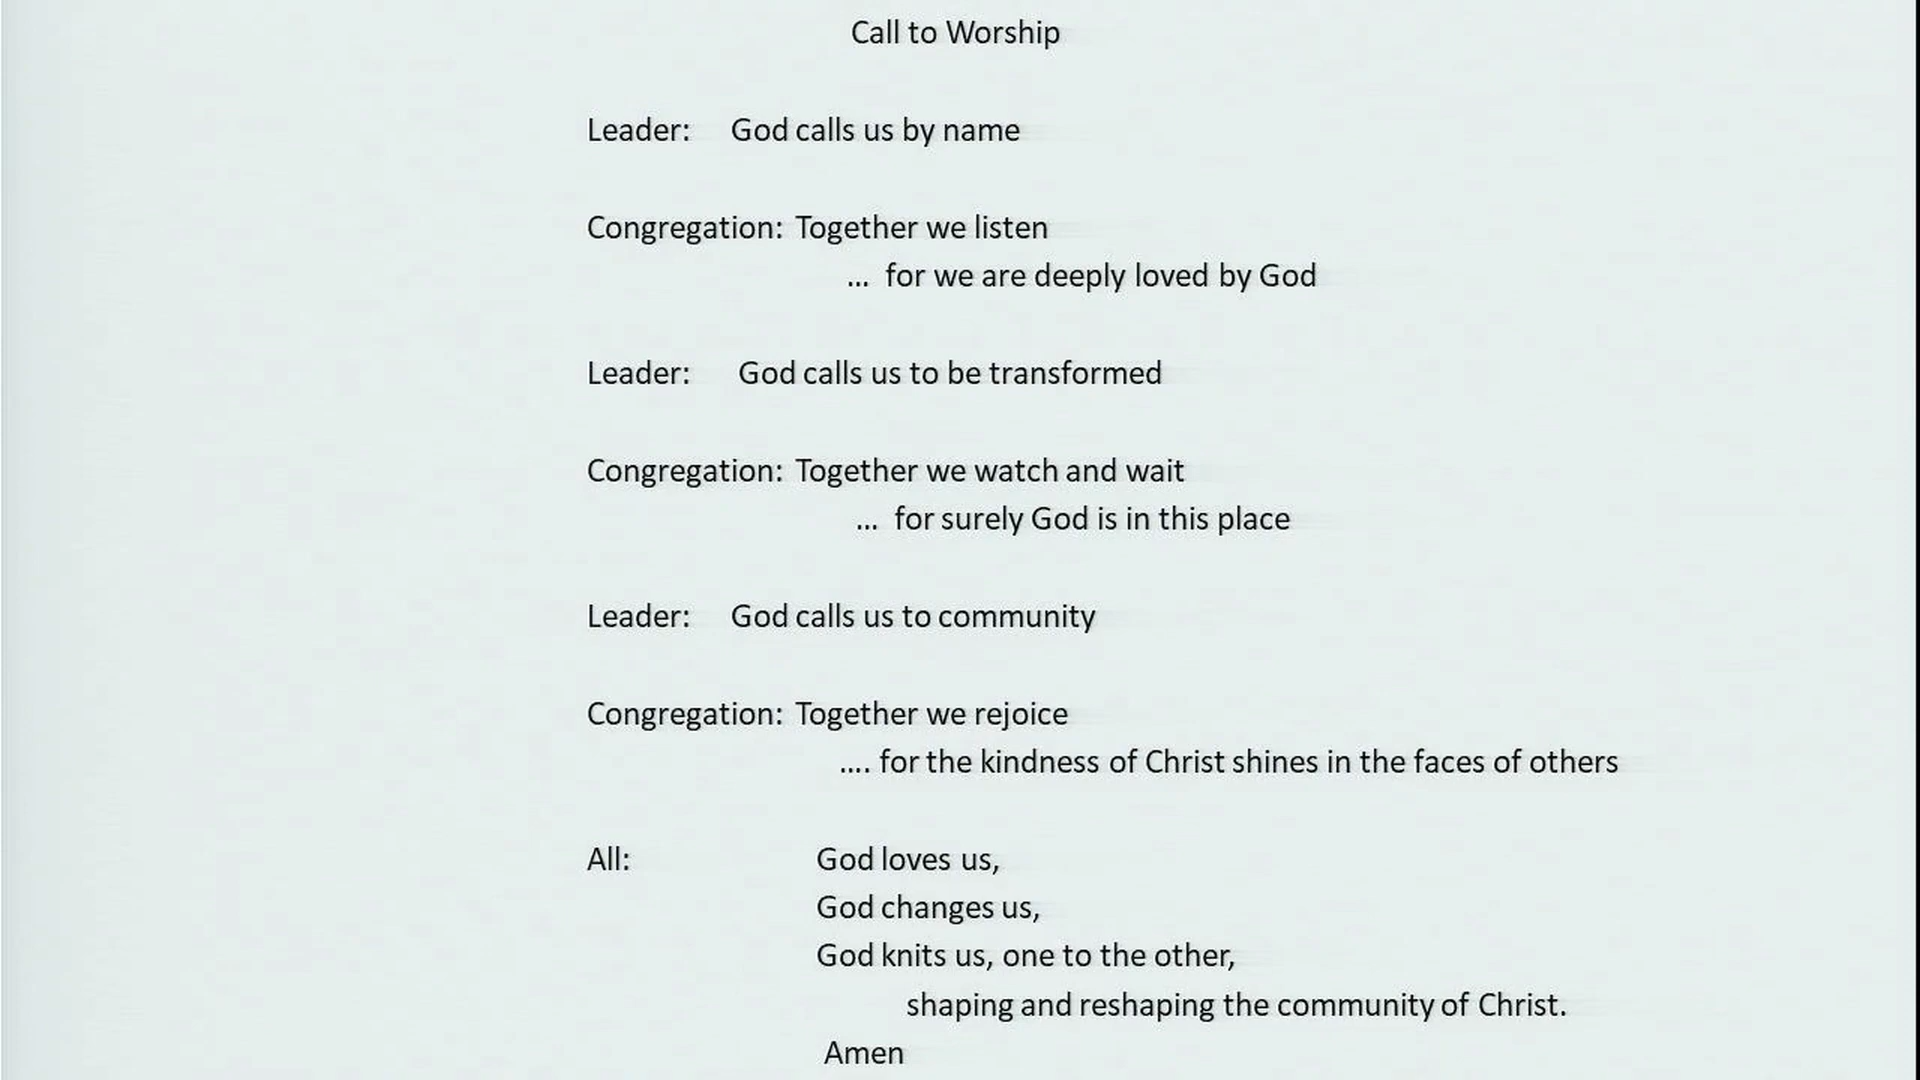 Call to Worship
Leader: God calls us by name
Congregation: Together we listen
... for we are deeply loved by God
Leader: God calls us to be transformed
Congregation: Together we watch and wait
... for surely God is in this place
Leader: God calls us to community
Congregation: Together we rejoice
.... for the kindness of Christ shines in the faces of others
All: God loves us,
God changes us,
God knits us, one to the other,
shaping and reshaping the community of Christ.
Amen